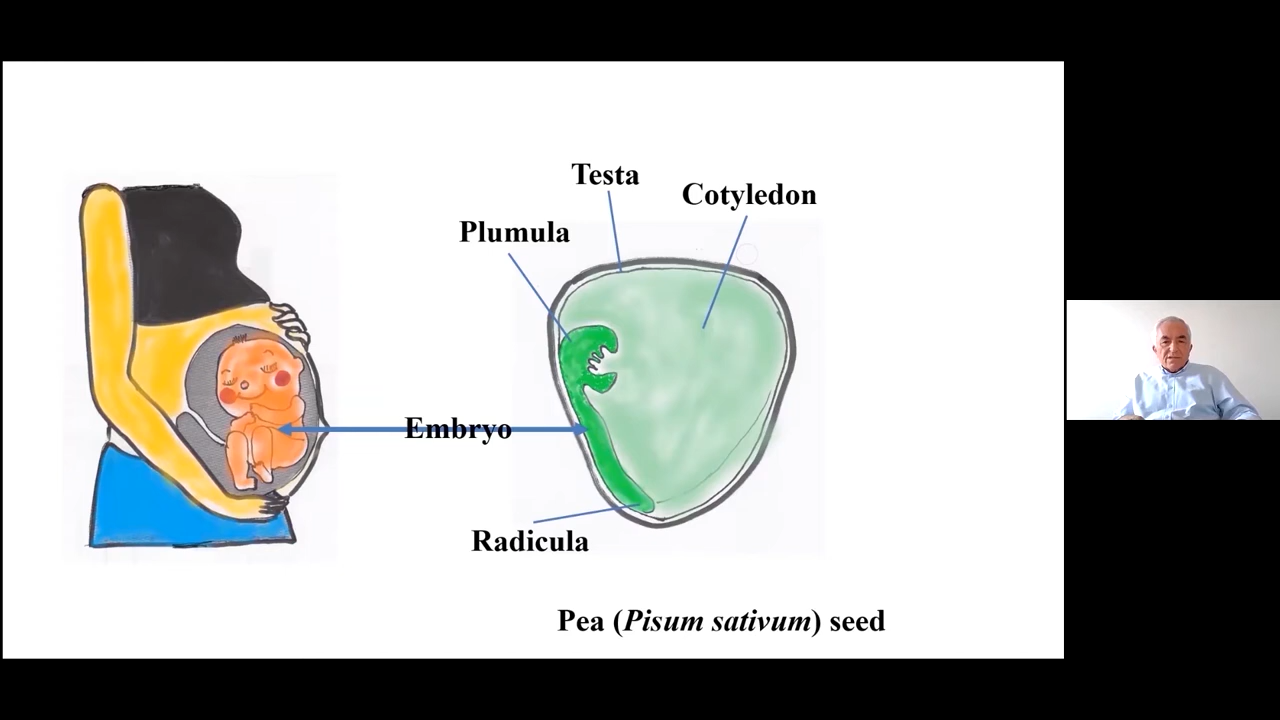 Testa
Cotyledon
Plumula
Embryo
Radicula
Pea (Pisum sativum) seed